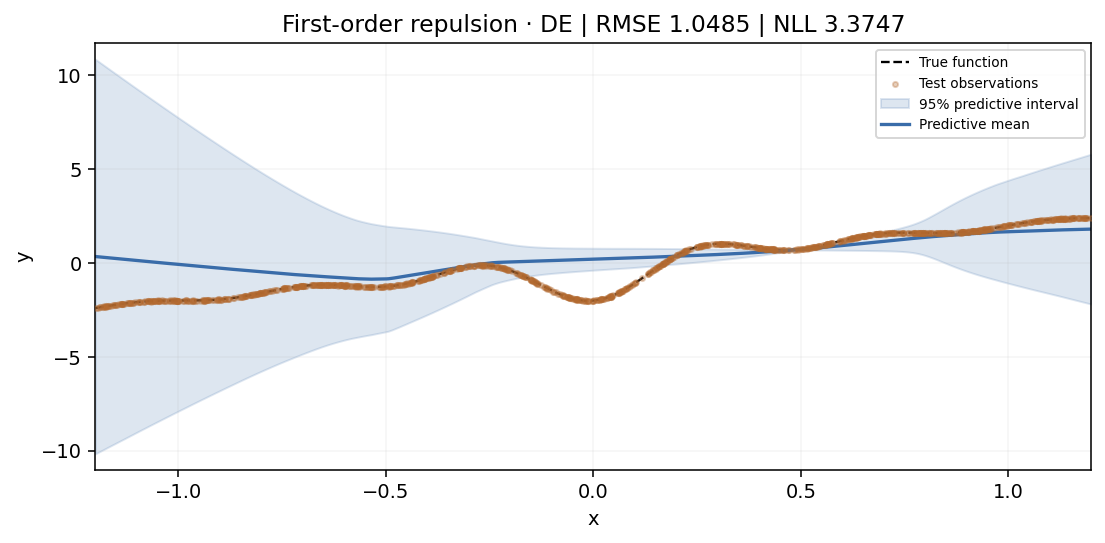 First-order repulsion · DE | RMSE 1.0485 | NLL 3.3747
True function
Test observations
95% predictive interval
Predictive mean
10
5
0
−5
−10
y
−1.0
−0.5
0.0
0.5
1.0
x